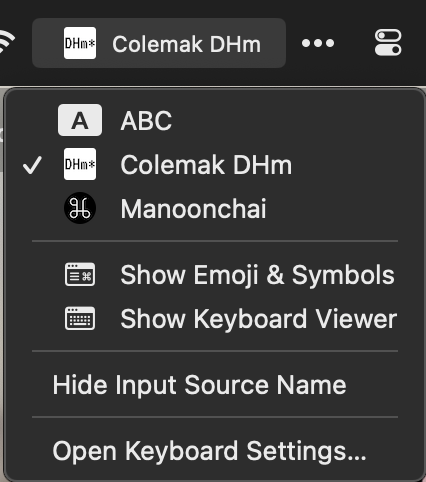 DHm* Colemak DHm •••
A ABC
✓ DHm* Colemak DHm
⌘ Manoonchai
Show Emoji & Symbols
Show Keyboard Viewer
Hide Input Source Name
Open Keyboard Settings...